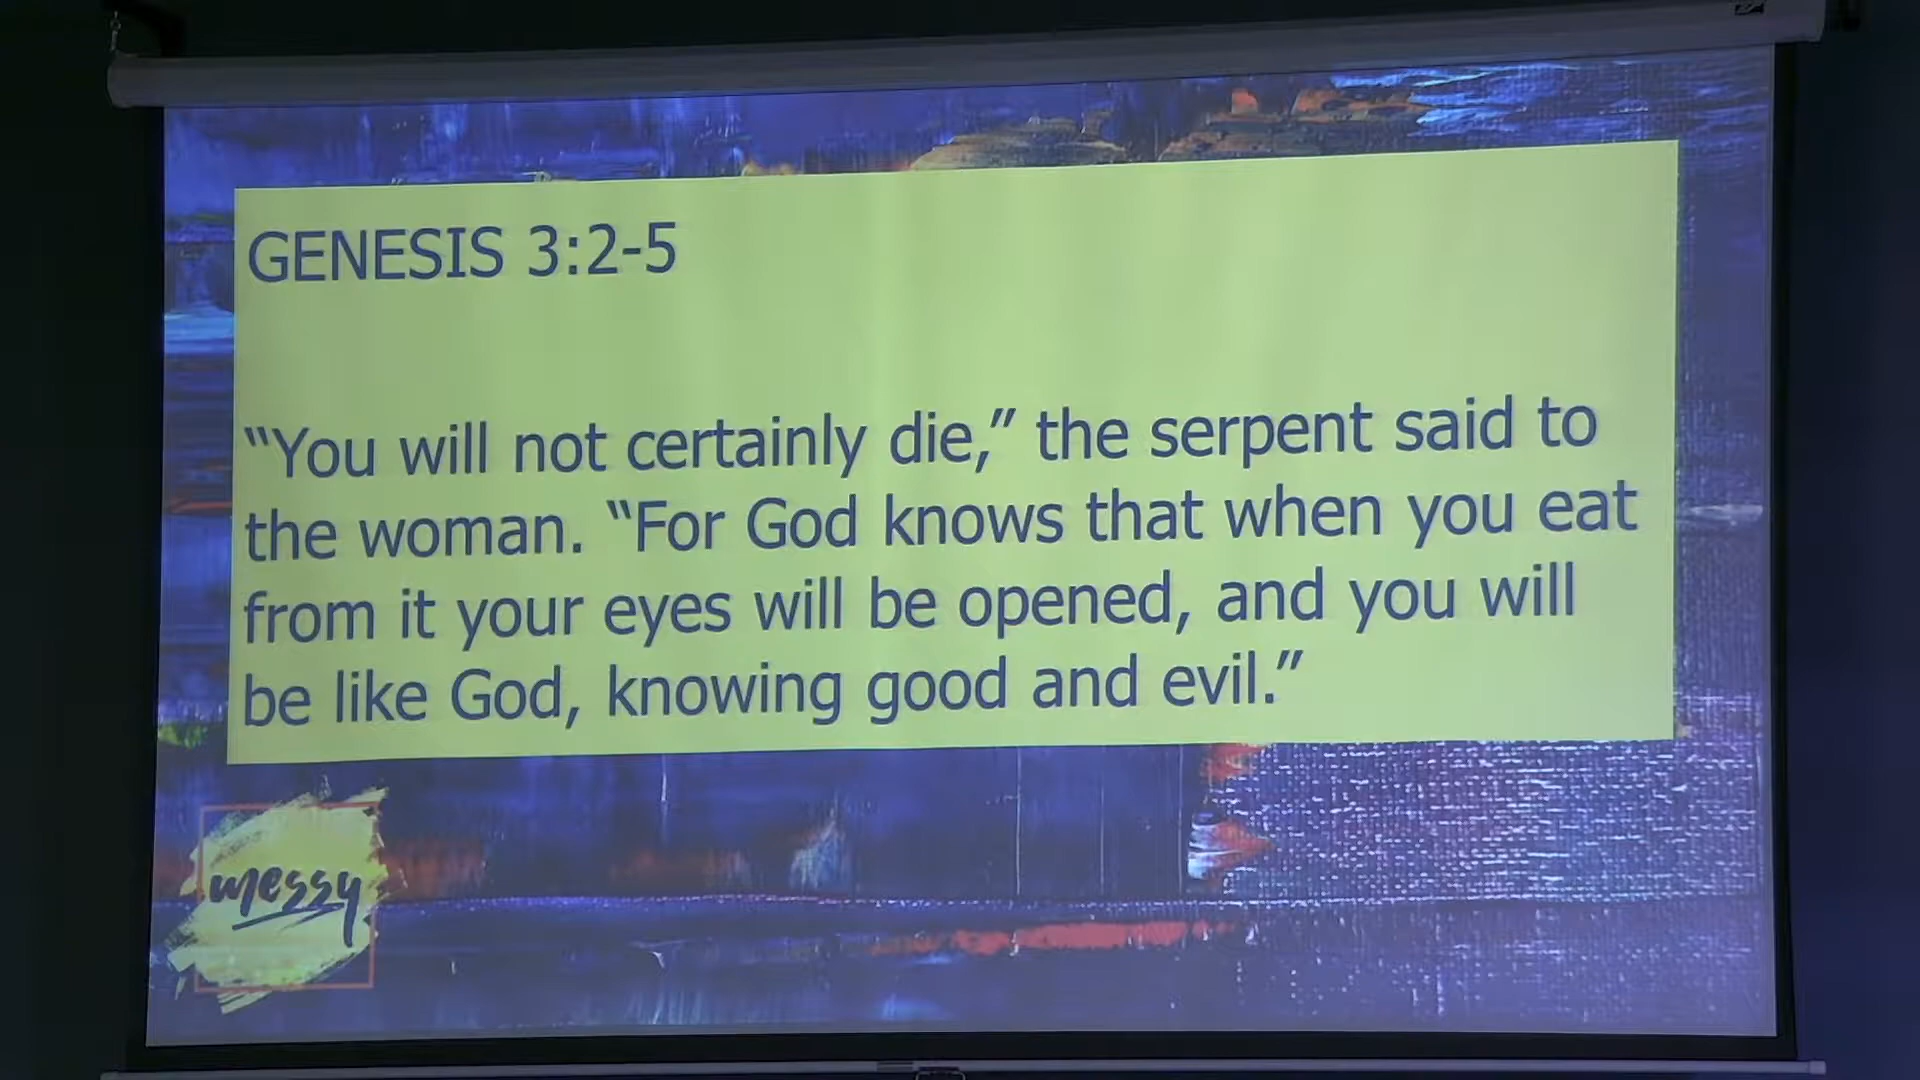 GENESIS 3:2-5
“You will not certainly die,” the serpent said to
the woman. “For God knows that when you eat
from it your eyes will be opened, and you will
be like God, knowing good and evil.”
messy